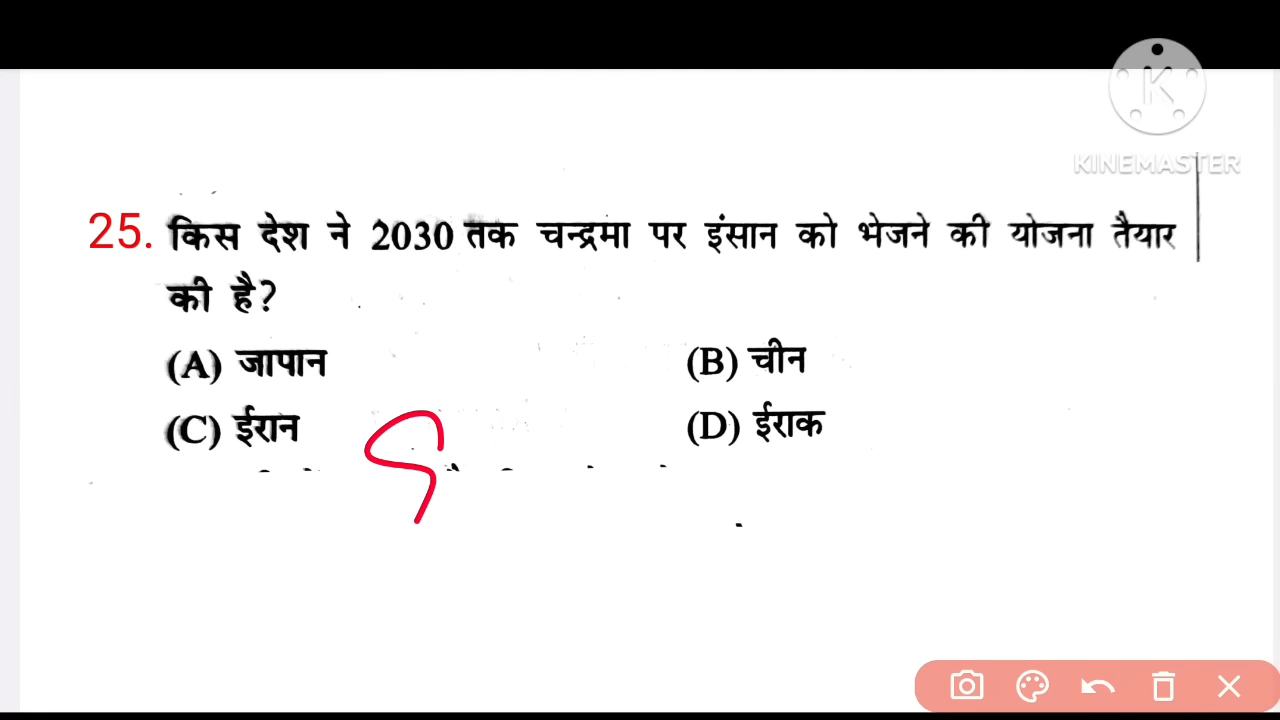 KINEMASTER
25. किस देश ने 2030 तक चन्द्रमा पर इंसान को भेजने की योजना तैयार
की है?
(A) जापान (B) चीन
(C) ईरान (D) ईराक